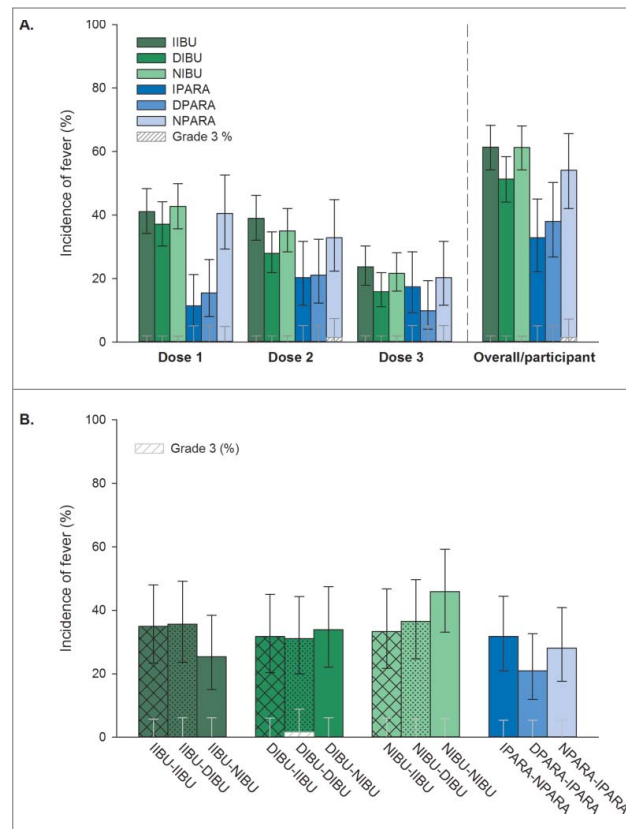 A.
100
80
60
40
20
0
Incidence of fever (%)
IIBU
DIBU
NIBU
IPARA
DPARA
NPARA
Grade 3 %
Dose 1 Dose 2 Dose 3 Overall/participant
B.
100
80
60
40
20
0
Incidence of fever (%)
Grade 3 (%)
IIBU-IIBU
IIBU-DIBU
IIBU-NIBU
DIBU-IIBU
DIBU-DIBU
DIBU-NIBU
NIBU-IIBU
NIBU-DIBU
NIBU-NIBU
IPARA-NPARA
DPARA-IPARA
NPARA-IPARA